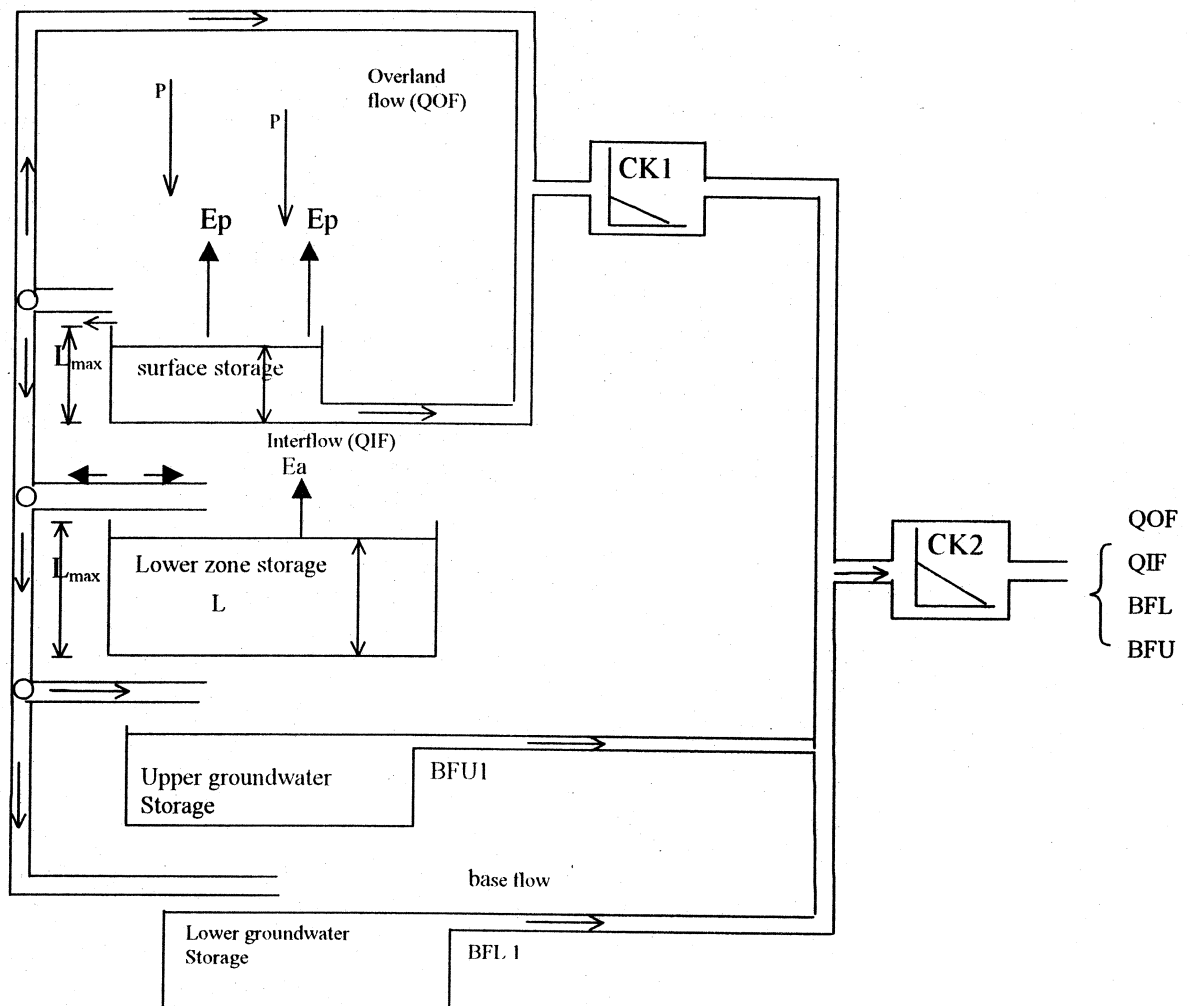 Overland
flow (QOF)
P
P
CK1
Ep
Ep
Lmax
surface storage
Interflow (QIF)
Ea
QOF
Lmax
Lower zone storage
CK2
QIF
L
BFL
BFU
Upper groundwater
Storage
BFU1
base flow
Lower groundwater
Storage
BFL 1